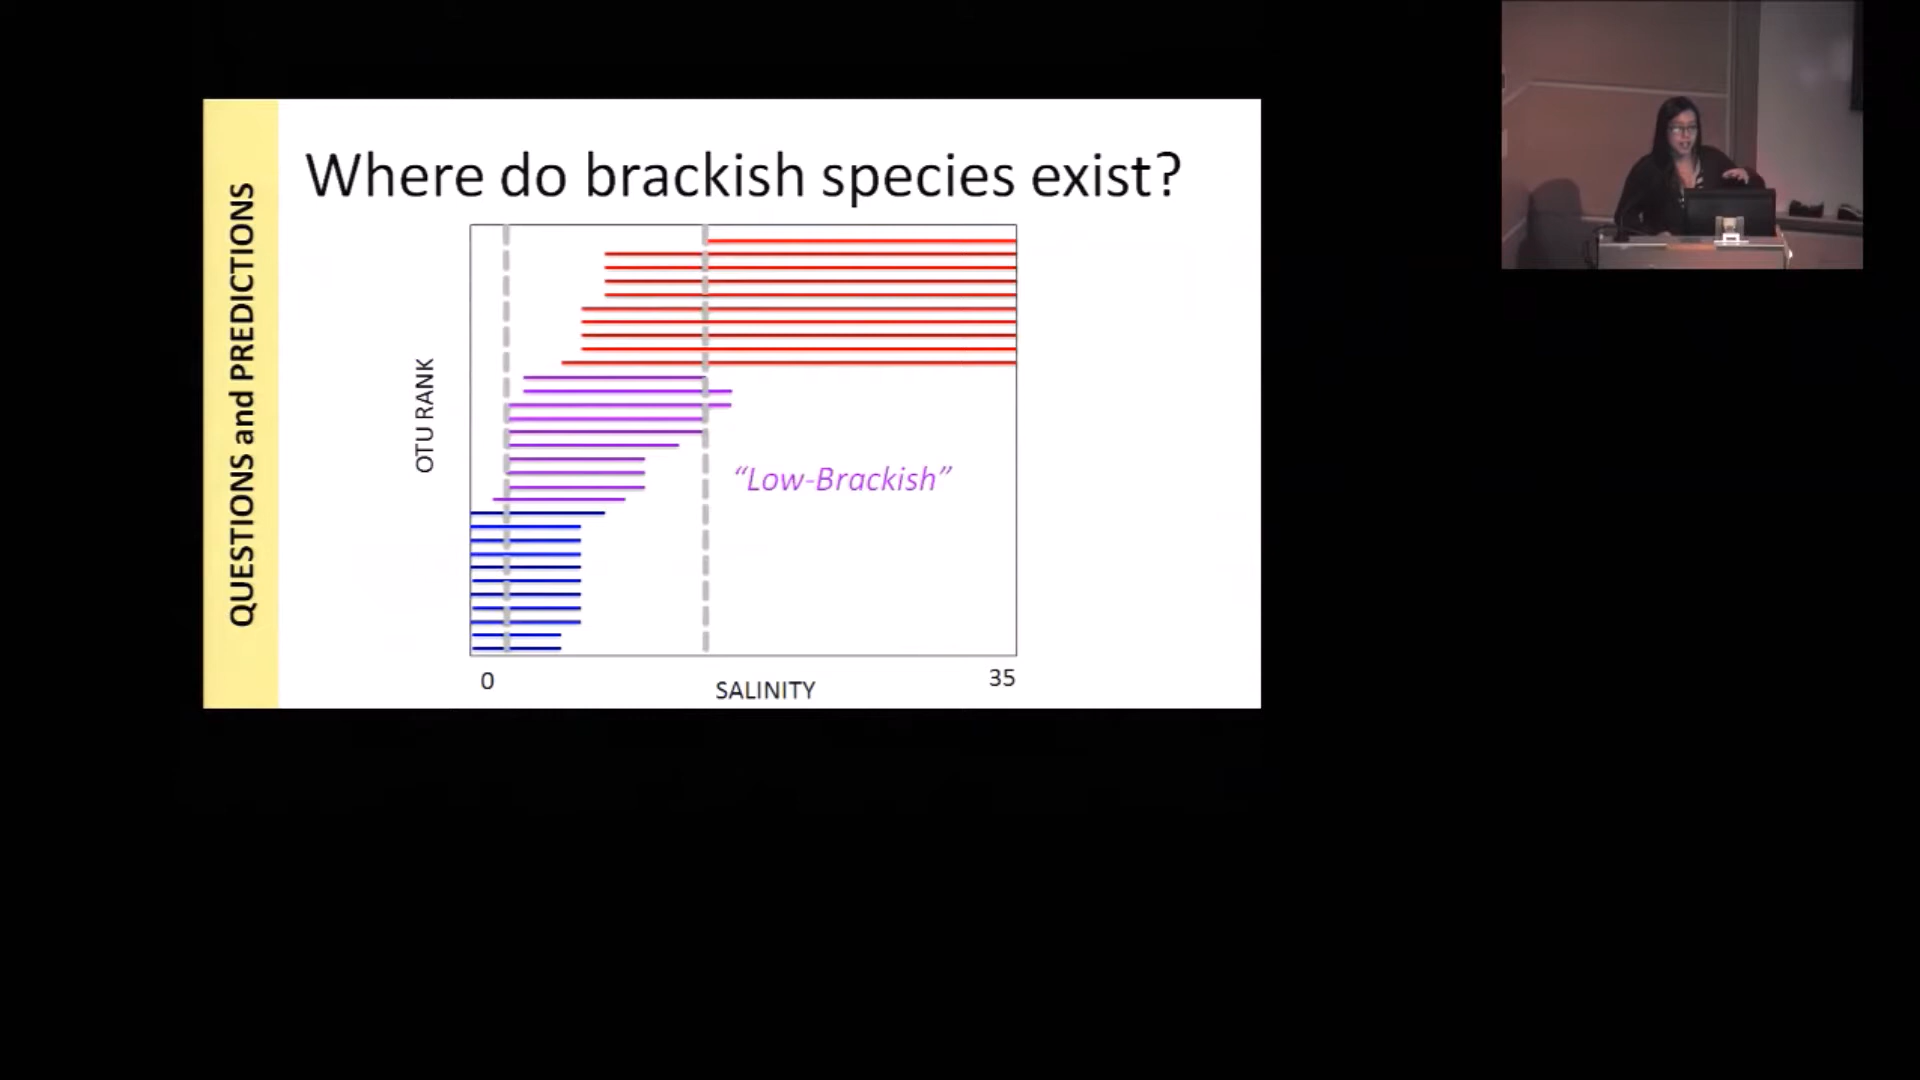 QUESTIONS and PREDICTIONS
Where do brackish species exist?
OTU RANK
“Low-Brackish”
0
35
SALINITY